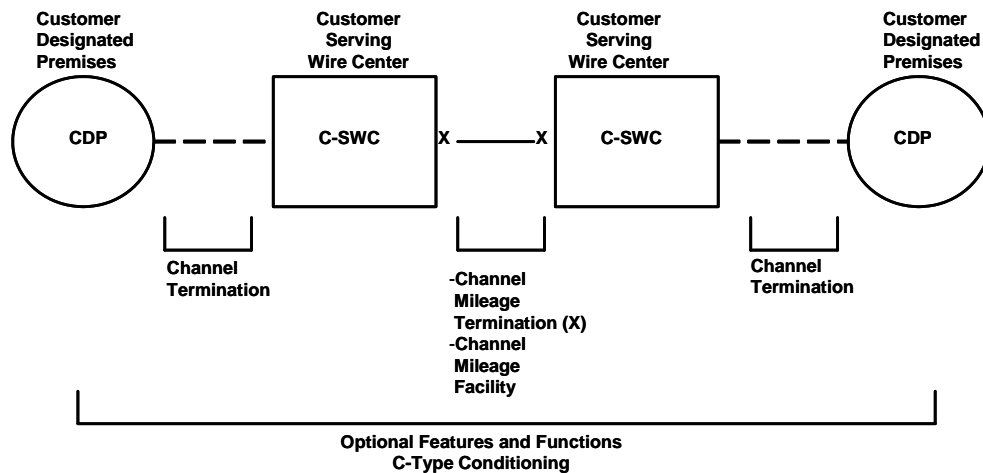 Customer
Designated
Premises
Customer
Serving
Wire Center
Customer
Serving
Wire Center
Customer
Designated
Premises
CDP
C-SWC
X
X
C-SWC
CDP
Channel
Termination
-Channel
Mileage
Termination (X)
-Channel
Mileage
Facility
Channel
Termination
Optional Features and Functions
C-Type Conditioning